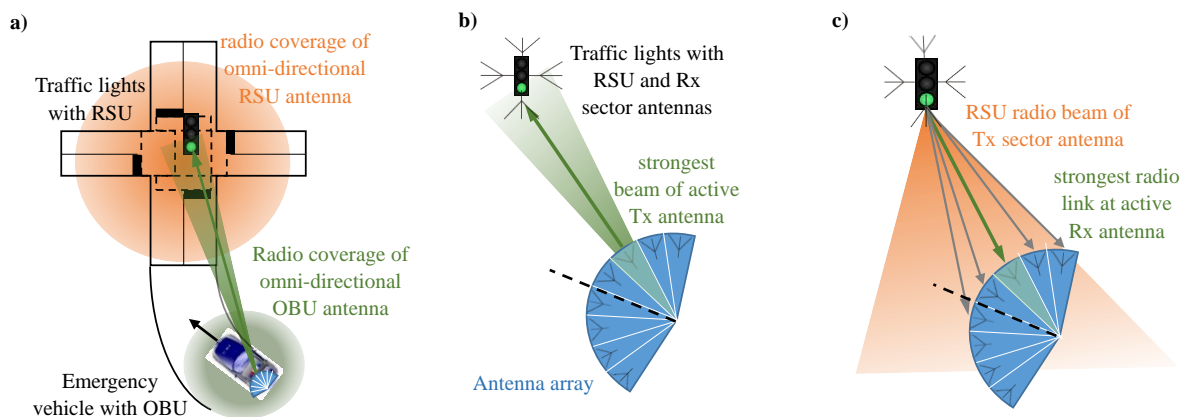 a)
radio coverage of
omni-directional
RSU antenna
Traffic lights
with RSU
Radio coverage of
omni-directional
OBU antenna
Emergency
vehicle with OBU
b)
Traffic lights with
RSU and Rx
sector antennas
strongest
beam of active
Tx antenna
Antenna array
c)
RSU radio beam of
Tx sector antenna
strongest radio
link at active
Rx antenna